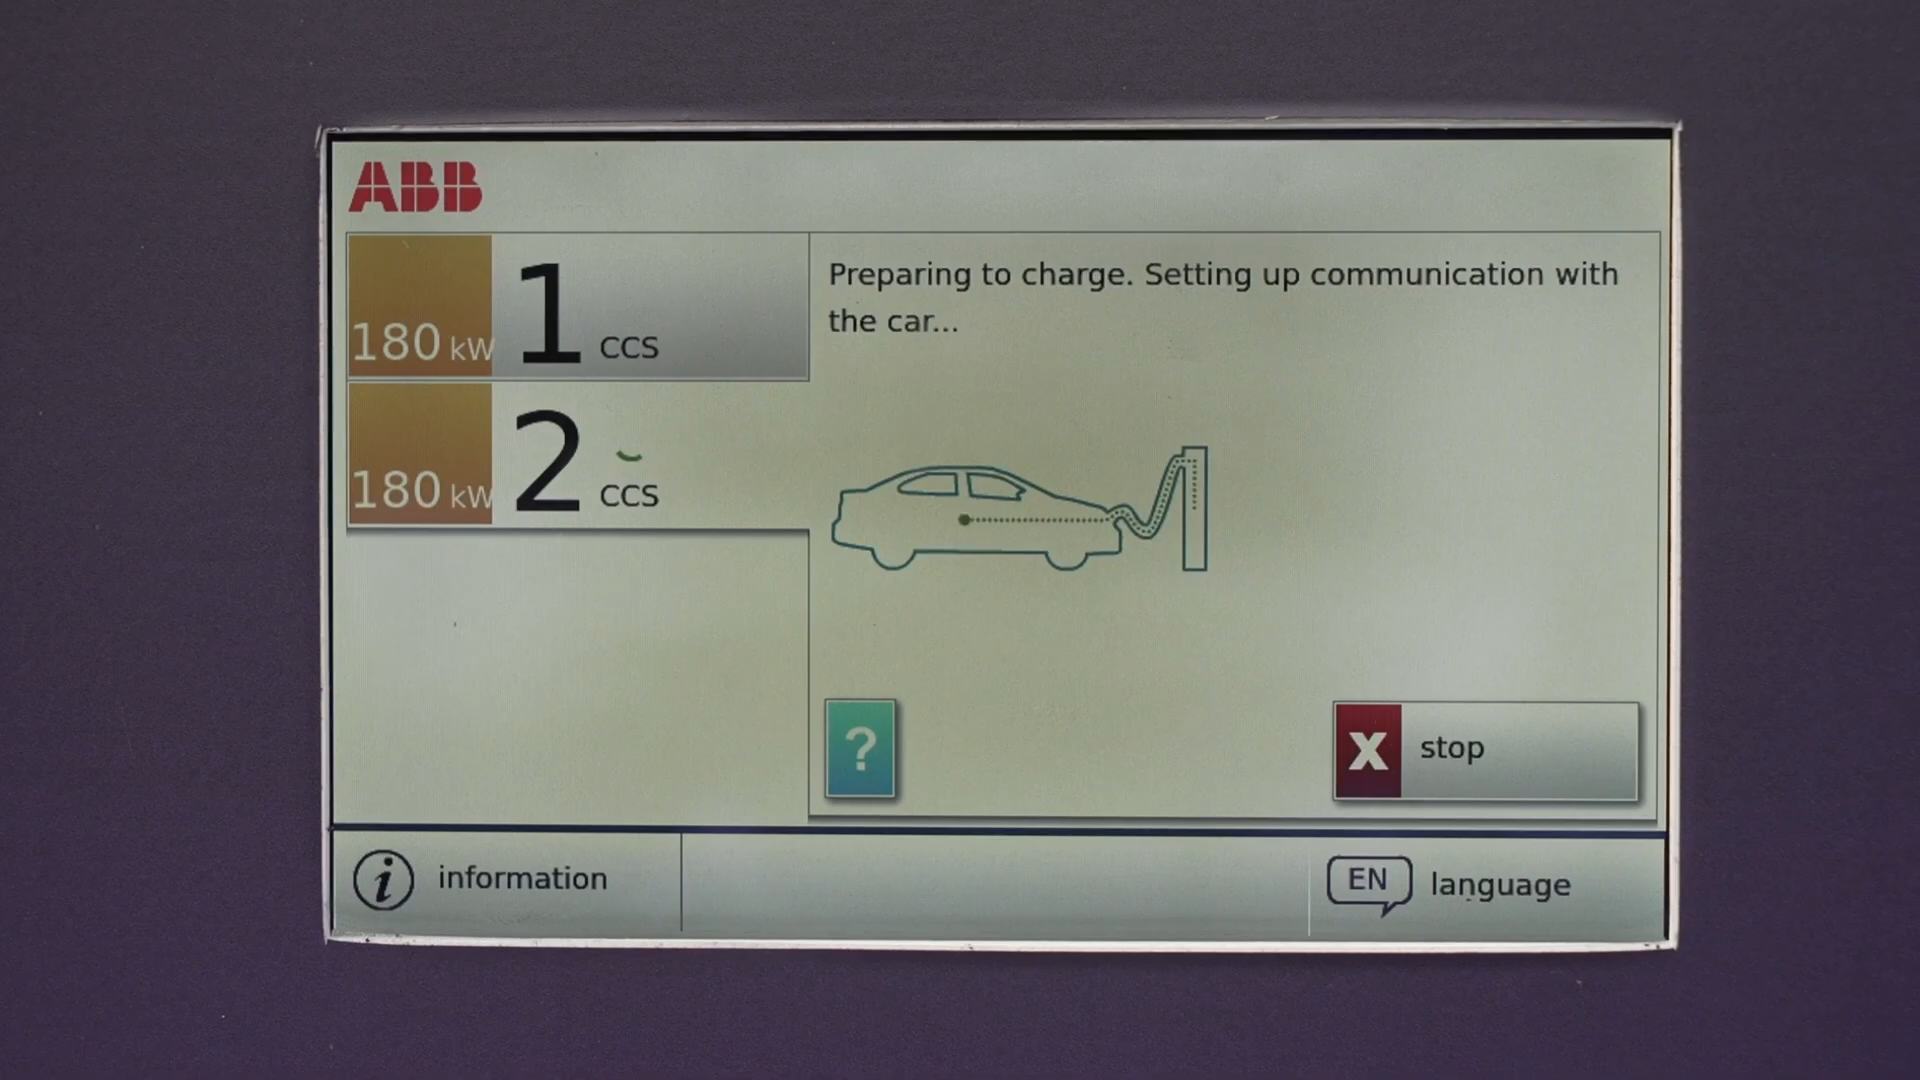 ABB
180 kW 1 CCS
180 kW 2 CCS
Preparing to charge. Setting up communication with
the car...
?
X stop
i information
EN language